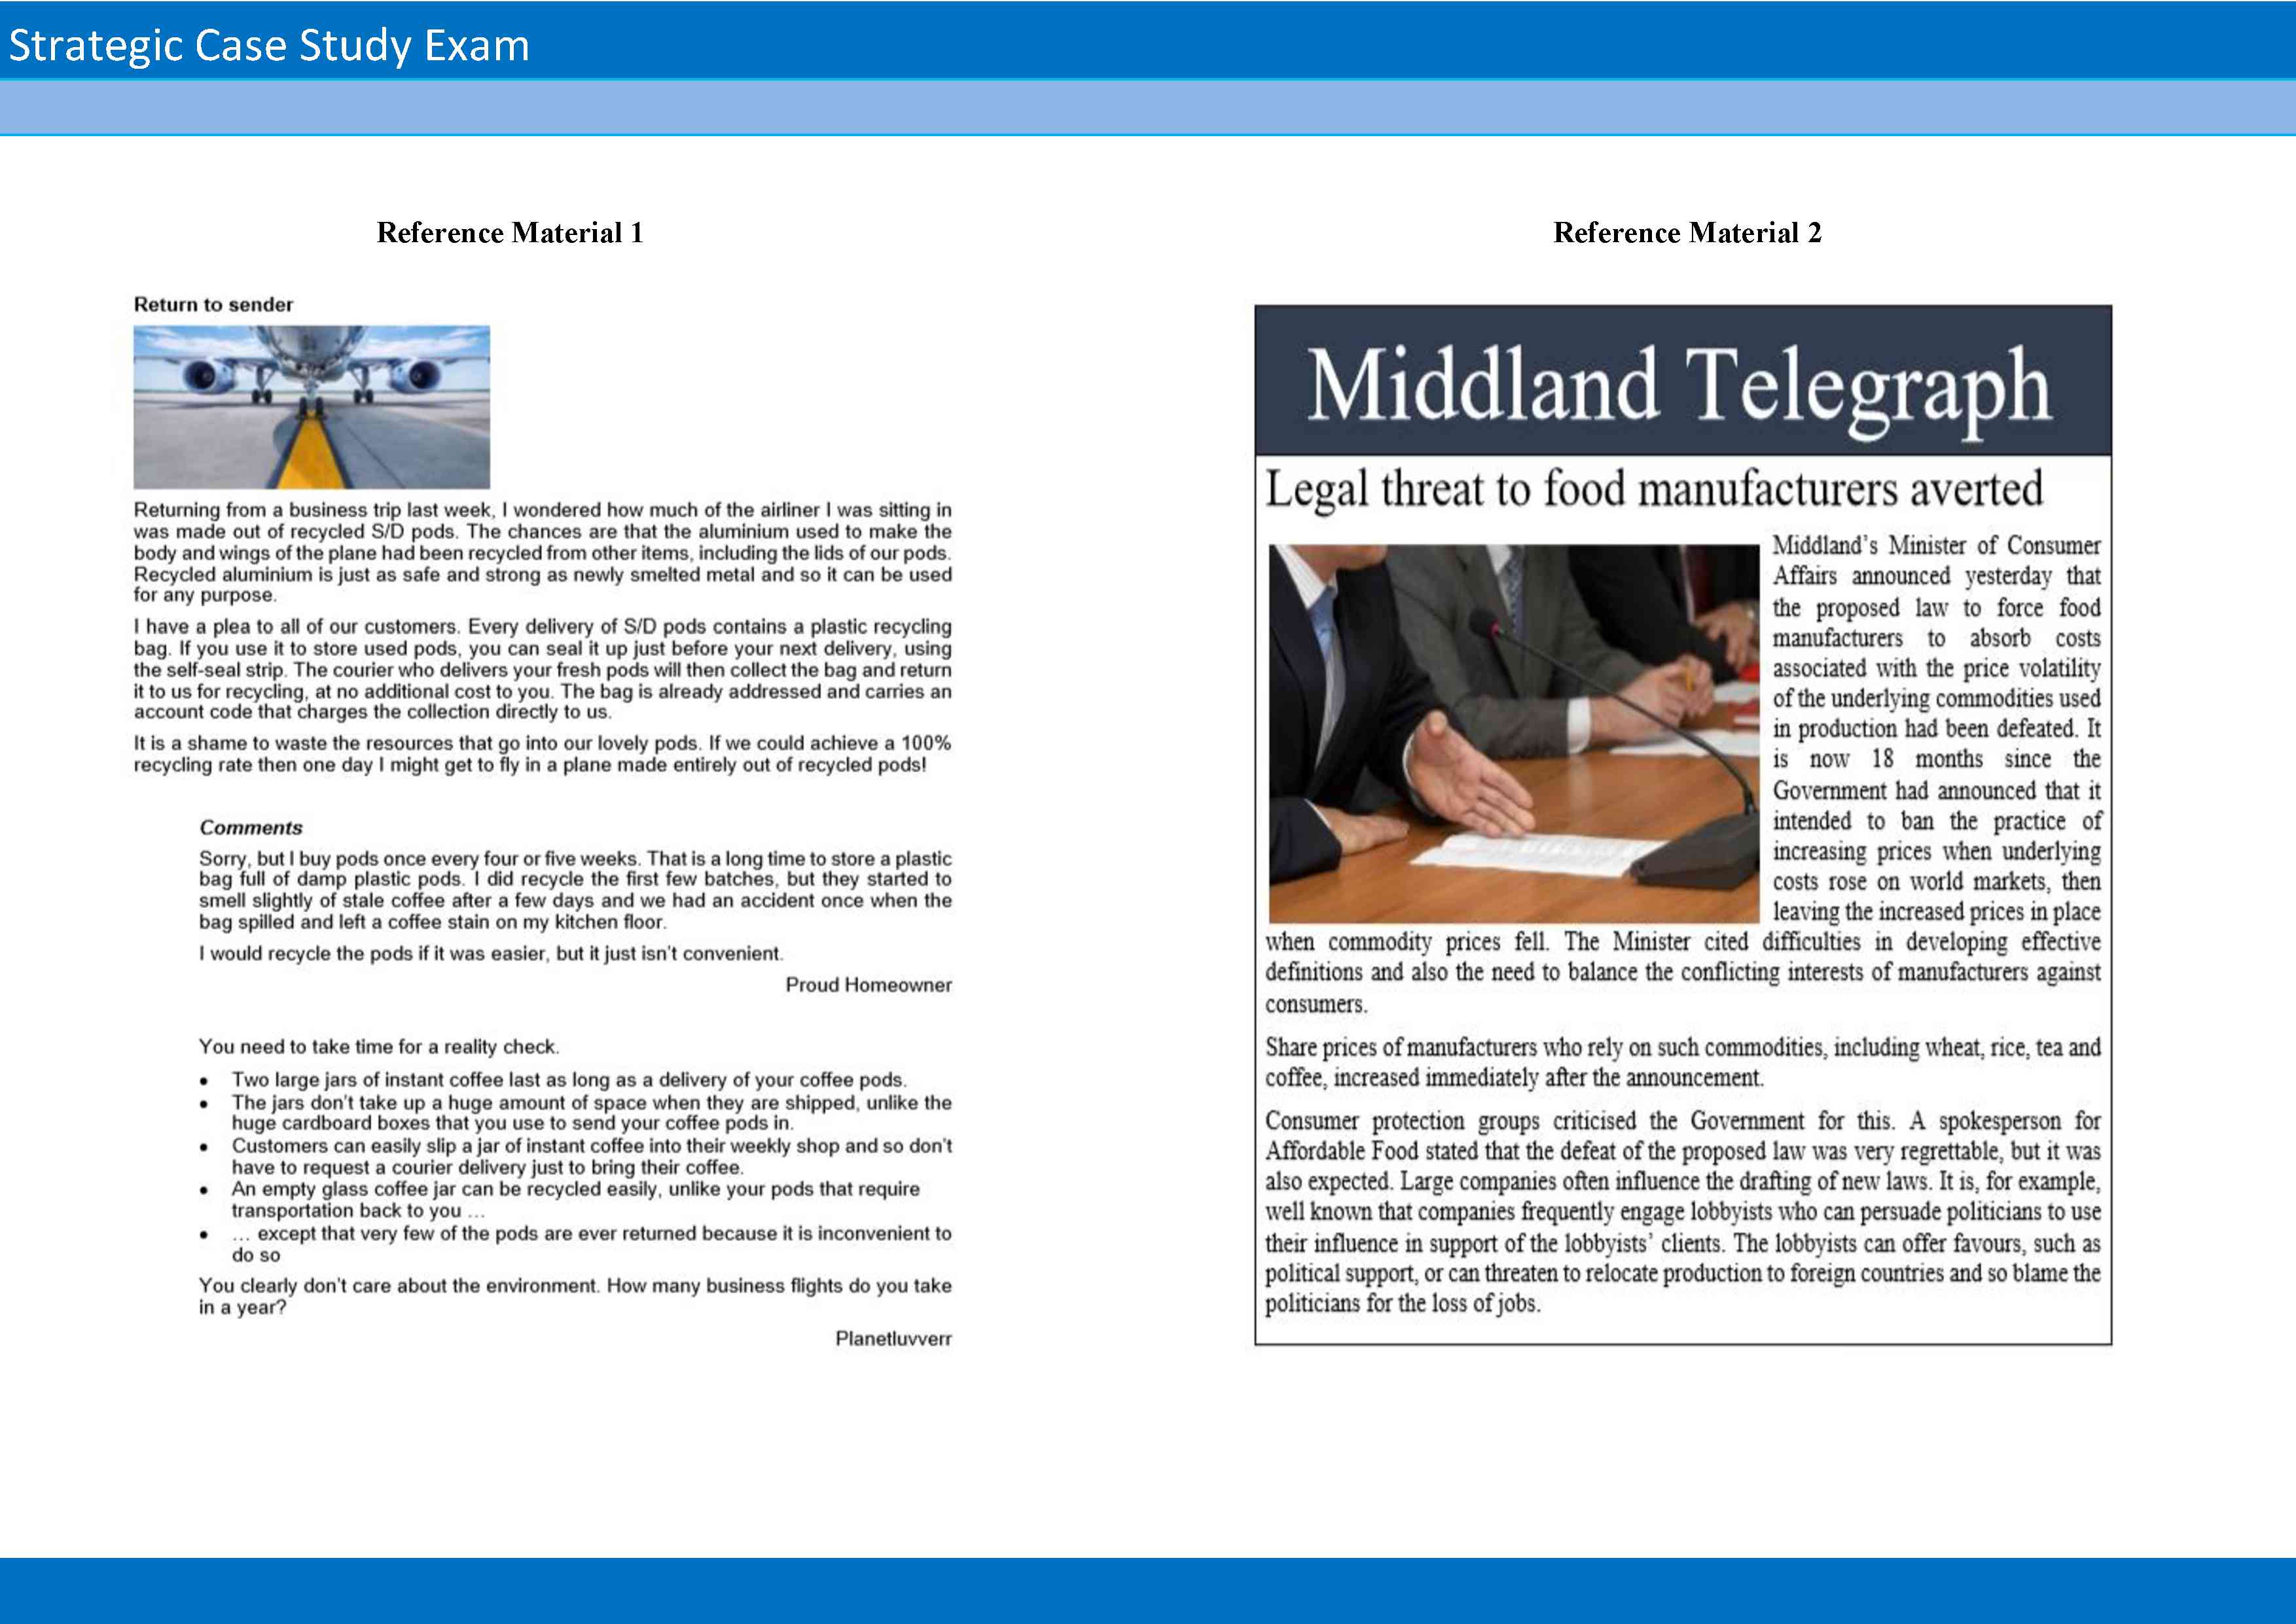 Strategic Case Study Exam
Reference Material 1
Return to sender
Returning from a business trip last week, I wondered how much of the airliner I was sitting in
was made out of recycled S/D pods. The chances are that the aluminium used to make the
body and wings of the plane had been recycled from other items, including the lids of our pods.
Recycled aluminium is just as safe and strong as newly smelted metal and so it can be used
for any purpose.
I have a plea to all of our customers. Every delivery of S/D pods contains a plastic recycling
bag. If you use it to store used pods, you can seal it up just before your next delivery, using
the self-seal strip. The courier who delivers your fresh pods will then collect the bag and return
it to us for recycling, at no additional cost to you. The bag is already addressed and carries an
account code that charges the collection directly to us.
It is a shame to waste the resources that go into our lovely pods. If we could achieve a 100%
recycling rate then one day I might get to fly in a plane made entirely out of recycled pods!
Comments
Sorry, but I buy pods once every four or five weeks. That is a long time to store a plastic
bag full of damp plastic pods. I did recycle the first few batches, but they started to
smell slightly of stale coffee after a few days and we had an accident once when the
bag spilled and left a coffee stain on my kitchen floor.
I would recycle the pods if it was easier, but it just isn't convenient.
Proud Homeowner
You need to take time for a reality check.
• Two large jars of instant coffee last as long as a delivery of your coffee pods.
• The jars don't take up a huge amount of space when they are shipped, unlike the
huge cardboard boxes that you use to send your coffee pods in.
• Customers can easily slip a jar of instant coffee into their weekly shop and so don't
have to request a courier delivery just to bring their coffee.
• An empty glass coffee jar can be recycled easily, unlike your pods that require
transportation back to you ...
• ... except that very few of the pods are ever returned because it is inconvenient to
do so
You clearly don't care about the environment. How many business flights do you take
in a year?
Planetluvverr
Reference Material 2
Middland Telegraph
Legal threat to food manufacturers averted
Middland's Minister of Consumer
Affairs announced yesterday that
the proposed law to force food
manufacturers to absorb costs
associated with the price volatility
of the underlying commodities used
in production had been defeated. It
is now 18 months since the
Government had announced that it
intended to ban the practice of
increasing prices when underlying
costs rose on world markets, then
leaving the increased prices in place
when commodity prices fell. The Minister cited difficulties in developing effective
definitions and also the need to balance the conflicting interests of manufacturers against
consumers.
Share prices of manufacturers who rely on such commodities, including wheat, rice, tea and
coffee, increased immediately after the announcement.
Consumer protection groups criticised the Government for this. A spokesperson for
Affordable Food stated that the defeat of the proposed law was very regrettable, but it was
also expected. Large companies often influence the drafting of new laws. It is, for example,
well known that companies frequently engage lobbyists who can persuade politicians to use
their influence in support of the lobbyists' clients. The lobbyists can offer favours, such as
political support, or can threaten to relocate production to foreign countries and so blame the
politicians for the loss of jobs.